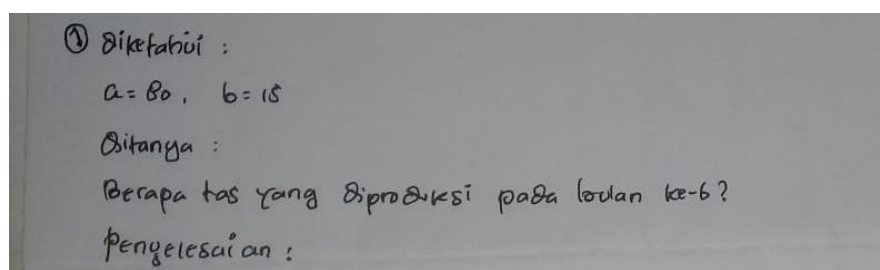 ① Diketahui :
a = 80, b = 15
Ditanya :
Berapa tas yang diproduksi pada bulan ke-6?
Penyelesaian :